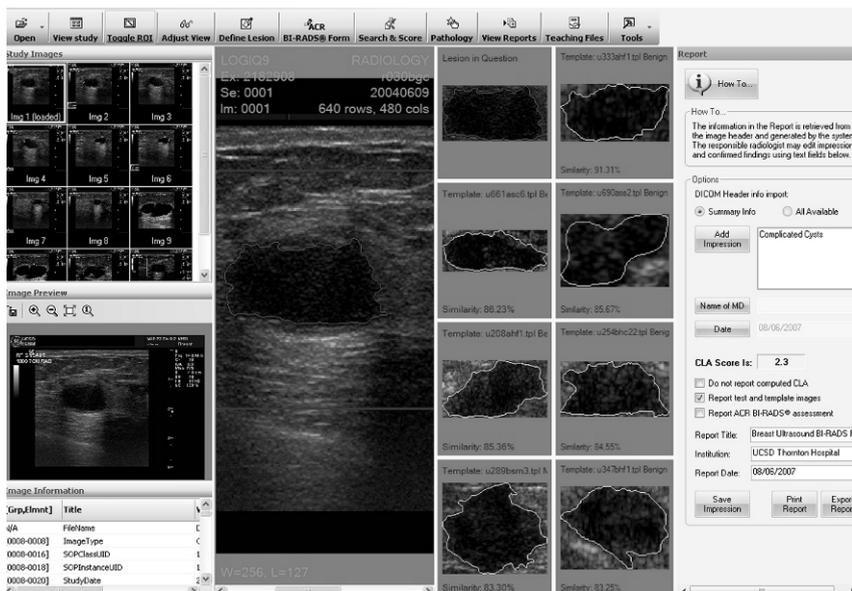 Open View study Toggle ROI Adjust View Define Lesion BI-RADS® Form Search & Score Pathology View Reports Teaching Files Tools
ACR
Study Images
Img 1 (loaded) Img 2 Img 3
Img 4 Img 5 Img 6
Img 7 Img 8 Img 9
Image Preview
UCSD
Image Information
[Grp,Elmnt] Title
N/A FileName
0008-0008] ImageType
0008-0016] SOPClassUID
0008-0018] SOPInstanceUID
0008-0020] StudyDate
LOGIQ9 RADIOLOGY
Ex: 2182908 r030bgc
Se: 0001 20040609
Im: 0001 640 rows, 480 cols
W=256, L=127
Lesion in Question
Template: u333ahf1.tpl Benign
Similarity: 91.31%
Template: u661asc6.tpl Be
Similarity: 86.23%
Template: u690ass2.tpl Benign
Similarity: 85.67%
Template: u208ahf1.tpl Be
Similarity: 85.36%
Template: u254bhc22.tpl Benig
Similarity: 84.55%
Template: u289bsm3.tpl M
Similarity: 83.30%
Template: u347bhf1.tpl Benign
Similarity: 83.25%
Report
How To...
How To...
The information in the Report is retrieved from
the image header and generated by the system
The responsible radiologist may edit impression
and confirmed findings using text fields below.
Options
DICOM Header info import:
Summary Info All Available
Add
Impression
Complicated Cysts
Name of MD
Date 08/06/2007
CLA Score Is: 2.3
Do not report computed CLA
Report test and template images
Report ACR BI-RADS® assessment
Report Title: Breast Ultrasound BI-RADS
Institution: UCSD Thornton Hospital
Report Date: 08/06/2007
Save
Impression
Print
Report
Export
Report